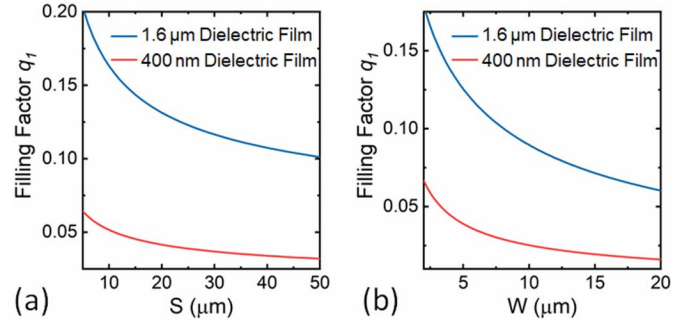 0.20
0.15
0.10
0.05
Filling Factor q1
1.6 μm Dielectric Film
400 nm Dielectric Film
10 20 30 40 50
(a) S (μm)
0.15
0.10
0.05
Filling Factor q1
1.6 μm Dielectric Film
400 nm Dielectric Film
5 10 15 20
(b) W (μm)